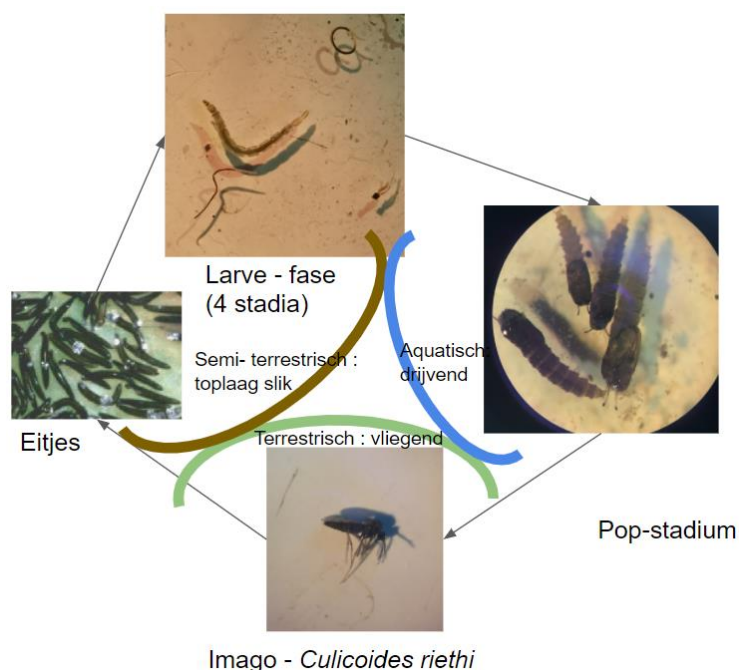 Larve - fase
(4 stadia)
Semi- terrestrisch :
toplaag slik
Aquatisch:
drijvend
Eitjes
Terrestrisch : vliegend
Pop-stadium
Imago - Culicoides riethi